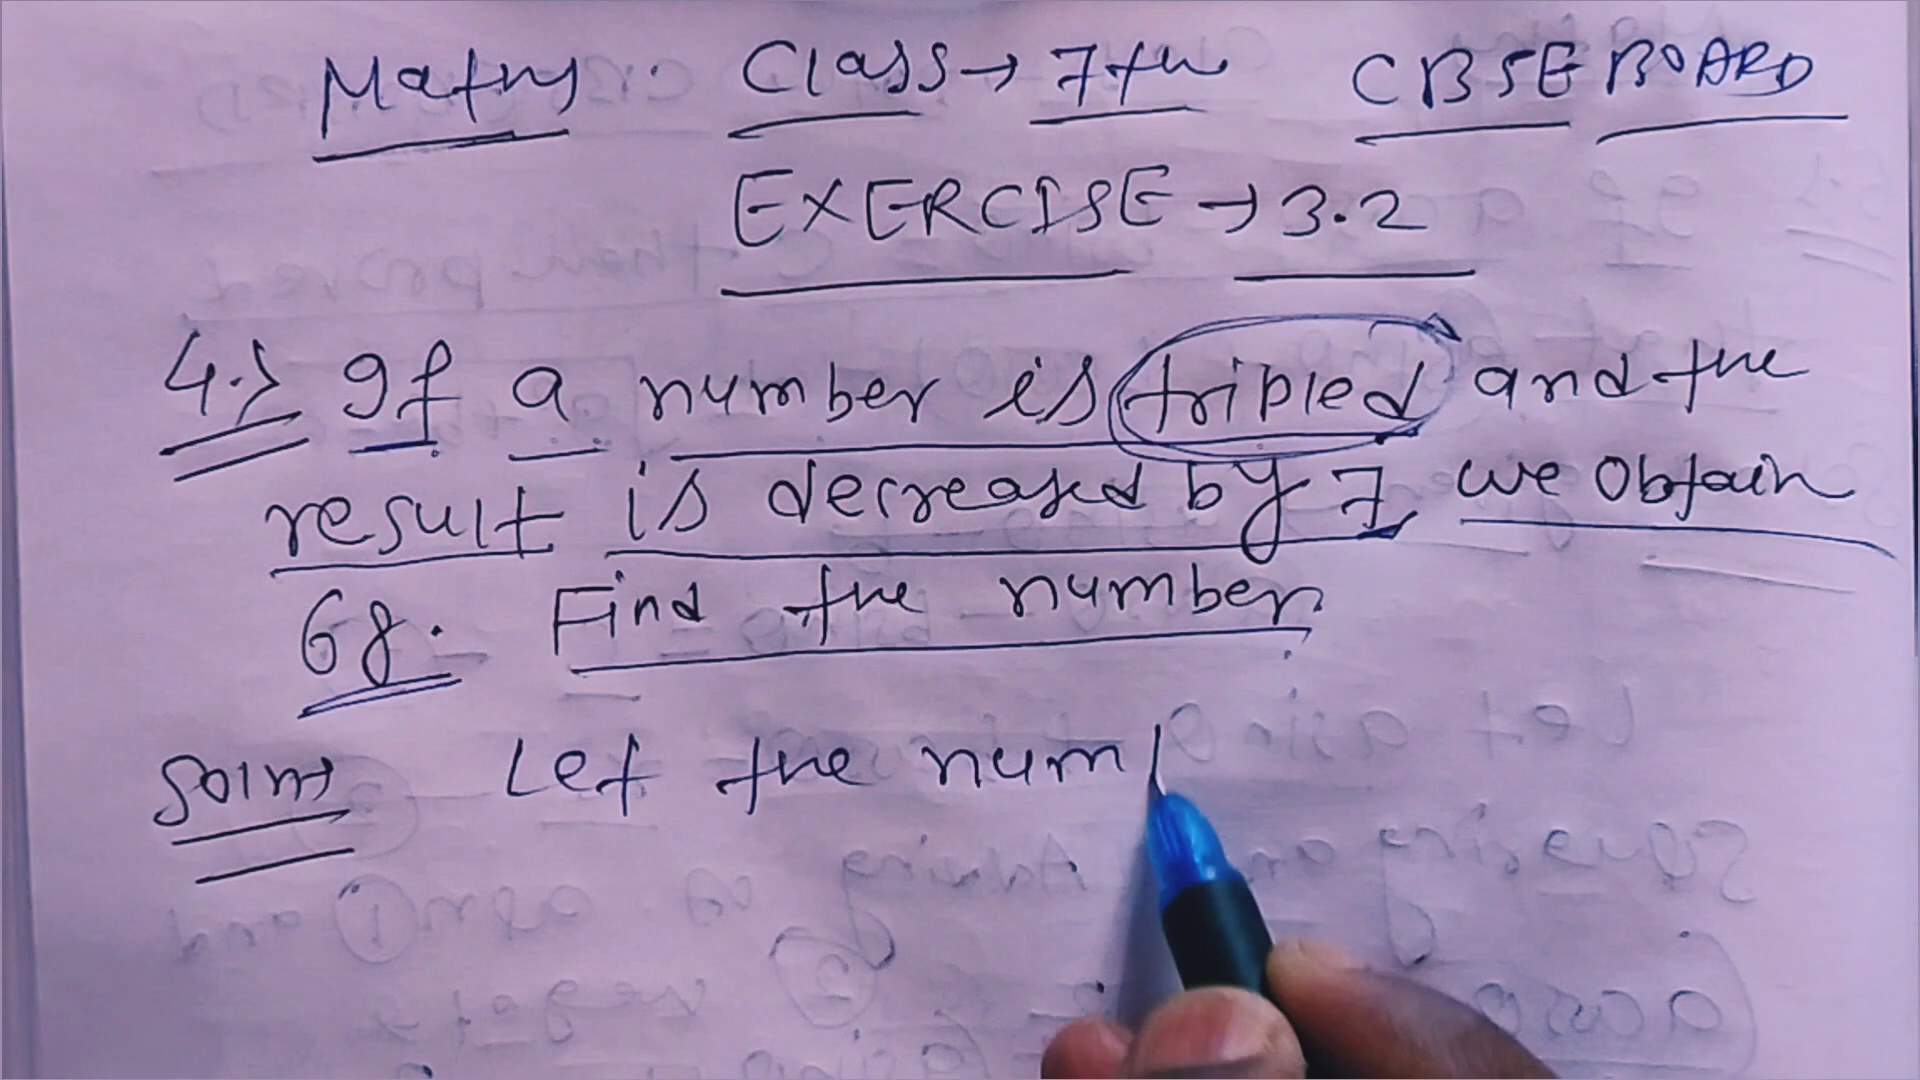 Maths Class → 7th CBSE BOARD
EXERCISE → 3.2
4.> If a number is tripled and the
result is decreased by 7, we obtain
68. Find the number
Soln→ Let the num